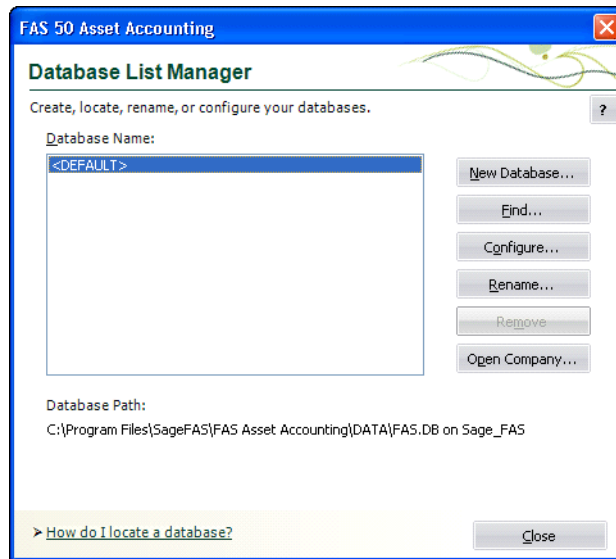 FAS 50 Asset Accounting
Database List Manager
Create, locate, rename, or configure your databases.
?
Database Name:
<DEFAULT>
New Database...
Find...
Configure...
Rename...
Remove
Open Company...
Database Path:
C:\Program Files\SageFAS\FAS Asset Accounting\DATA\FAS.DB on Sage_FAS
➤ How do I locate a database?
Close